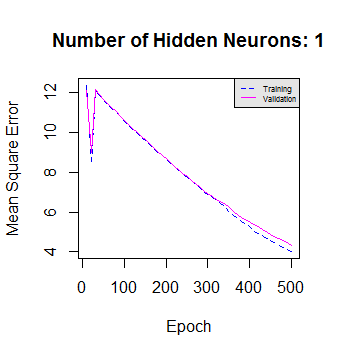 Number of Hidden Neurons: 1
Training
Validation
Mean Square Error
12
10
8
6
4
0 100 200 300 400 500
Epoch